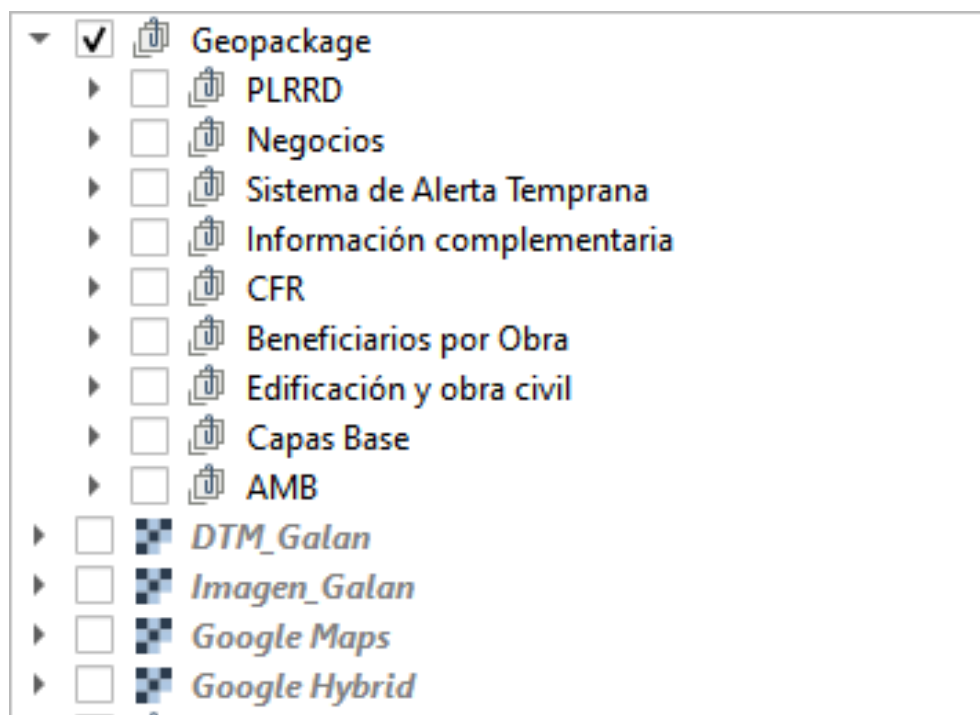 Geopackage
PLRRD
Negocios
Sistema de Alerta Temprana
Información complementaria
CFR
Beneficiarios por Obra
Edificación y obra civil
Capas Base
AMB
DTM_Galan
Imagen_Galan
Google Maps
Google Hybrid